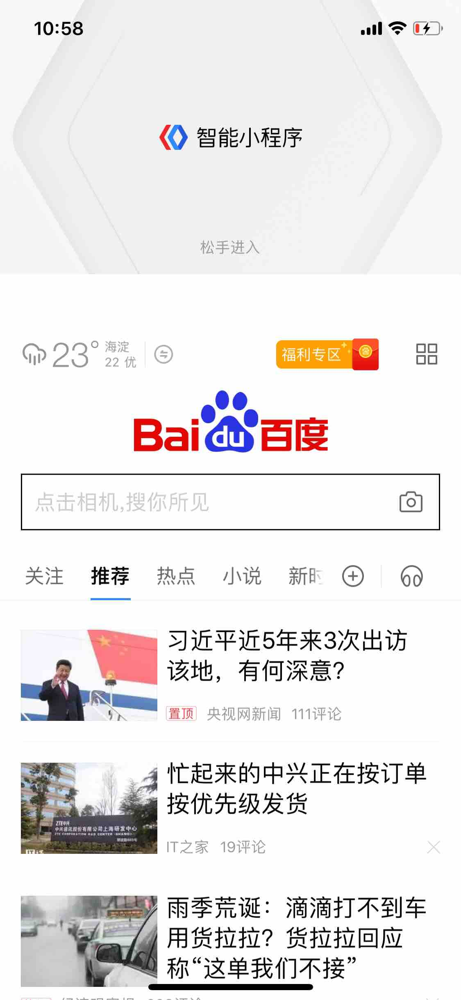 10:58
智能小程序
松手进入
23°
海淀
22 优
福利专区
Bai du 百度
点击相机,搜你所见
关注 推荐 热点 小说 新时
习近平近5年来3次出访
该地，有何深意?
置顶 央视网新闻 111评论
忙起来的中兴正在按订单
按优先级发货
ZTE中兴
中兴通讯股份有限公司上海研发中心
ZTE CORPORATION R&D CENTER (SHANGH
IT之家 19评论
雨季荒诞：滴滴打不到车
用货拉拉？货拉拉回应
称“这单我们不接”